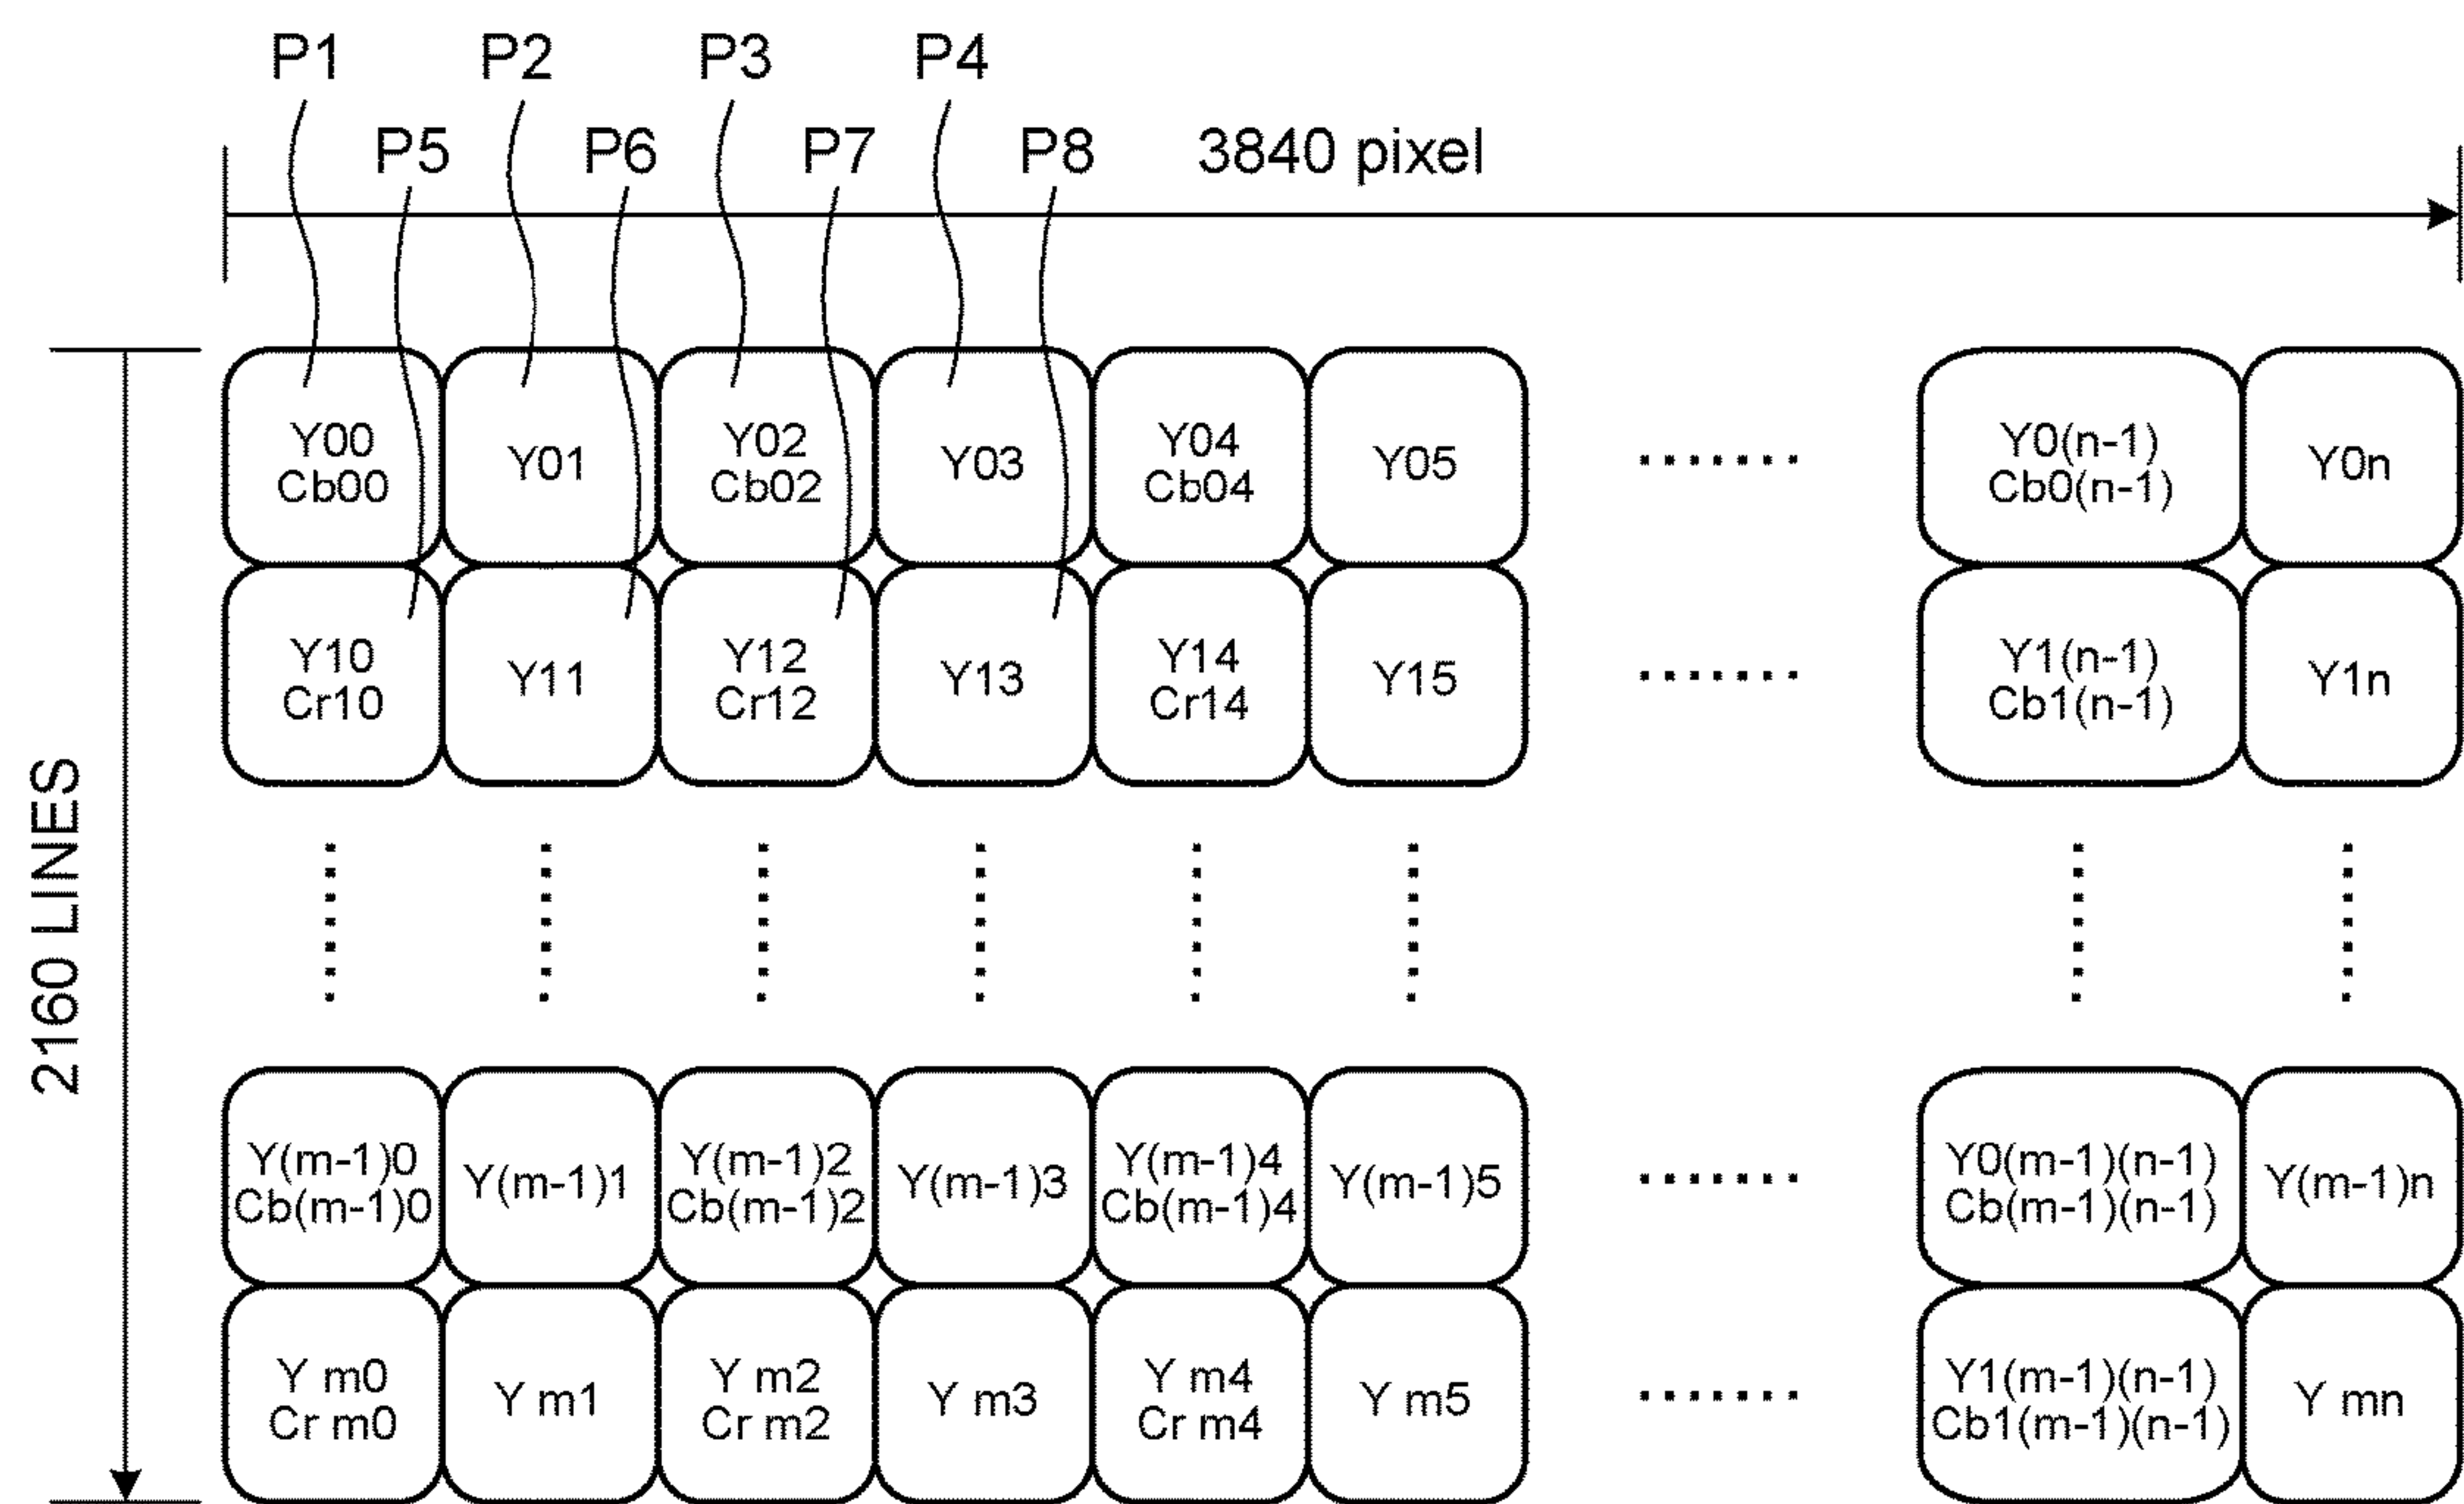 P1 P2 P3 P4
P5 P6 P7 P8 3840 pixel
2160 LINES
Y00 Y01 Y02 Y03 Y04 Y05 Y0(n-1) Y0n
Cb00 Cb02 Cb04 Cb0(n-1)
Y10 Y11 Y12 Y13 Y14 Y15 Y1(n-1) Y1n
Cr10 Cr12 Cr14 Cb1(n-1)
Y(m-1)0 Y(m-1)1 Y(m-1)2 Y(m-1)3 Y(m-1)4 Y(m-1)5 Y0(m-1)(n-1) Y(m-1)n
Cb(m-1)0 Cb(m-1)2 Cb(m-1)4 Cb(m-1)(n-1)
Y m0 Y m1 Y m2 Y m3 Y m4 Y m5 Y1(m-1)(n-1) Y mn
Cr m0 Cr m2 Cr m4 Cb1(m-1)(n-1)